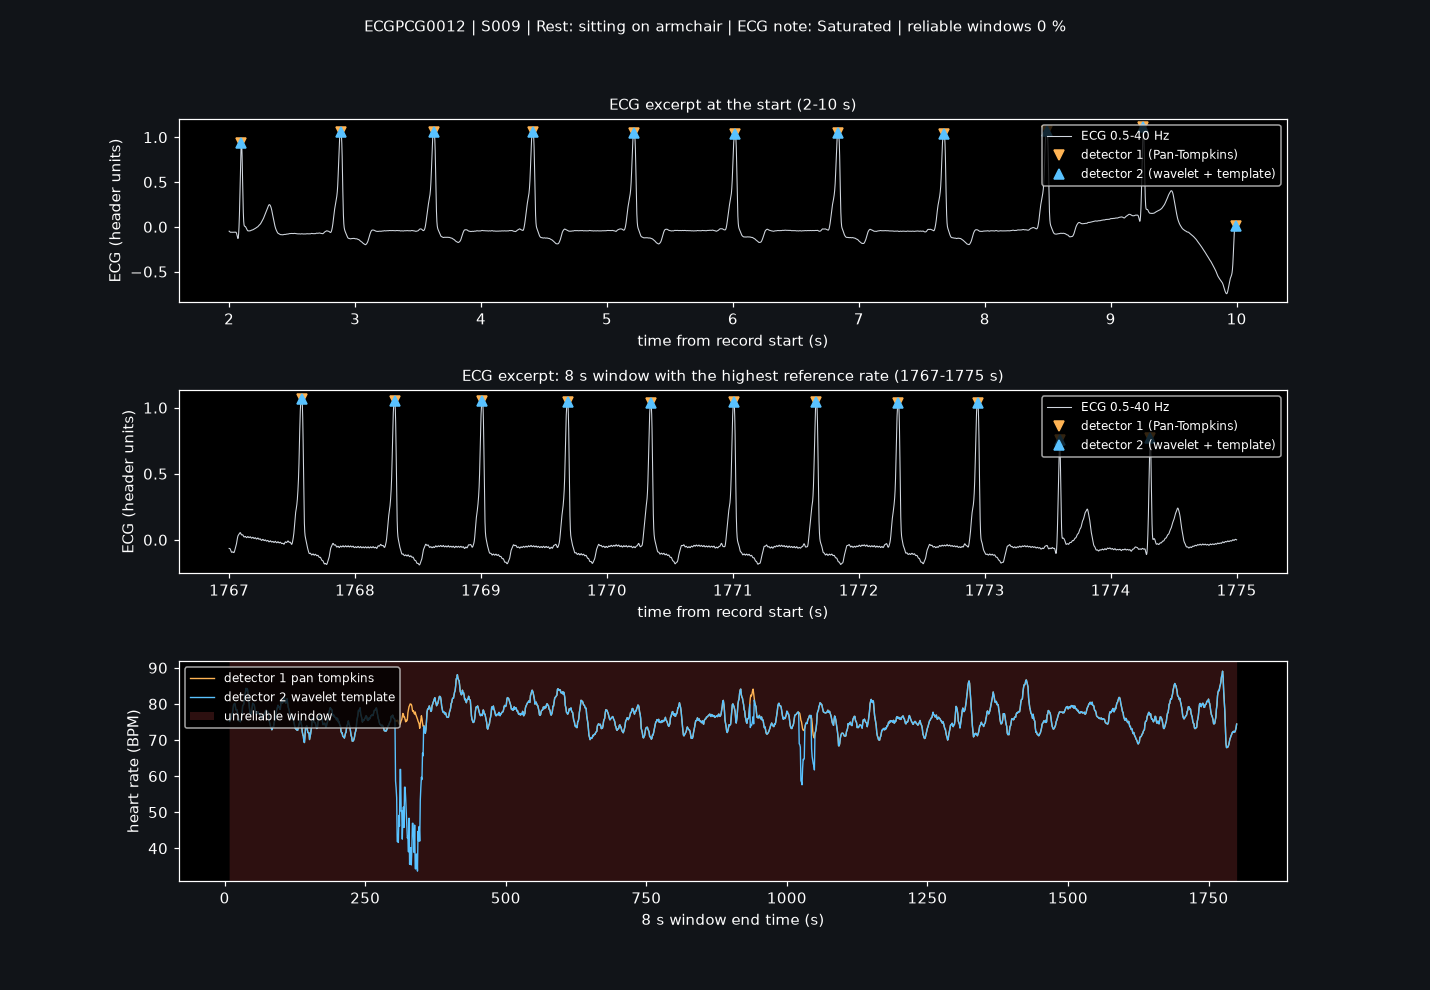 ECGPCG0012 | S009 | Rest: sitting on armchair | ECG note: Saturated | reliable windows 0 %
ECG excerpt at the start (2-10 s)
ECG (header units)
1.0
0.5
0.0
−0.5
ECG 0.5-40 Hz
detector 1 (Pan-Tompkins)
detector 2 (wavelet + template)
2 3 4 5 6 7 8 9 10
time from record start (s)
ECG excerpt: 8 s window with the highest reference rate (1767-1775 s)
ECG (header units)
1.0
0.5
0.0
ECG 0.5-40 Hz
detector 1 (Pan-Tompkins)
detector 2 (wavelet + template)
1767 1768 1769 1770 1771 1772 1773 1774 1775
time from record start (s)
heart rate (BPM)
90
80
70
60
50
40
detector 1 pan tompkins
detector 2 wavelet template
unreliable window
0 250 500 750 1000 1250 1500 1750
8 s window end time (s)